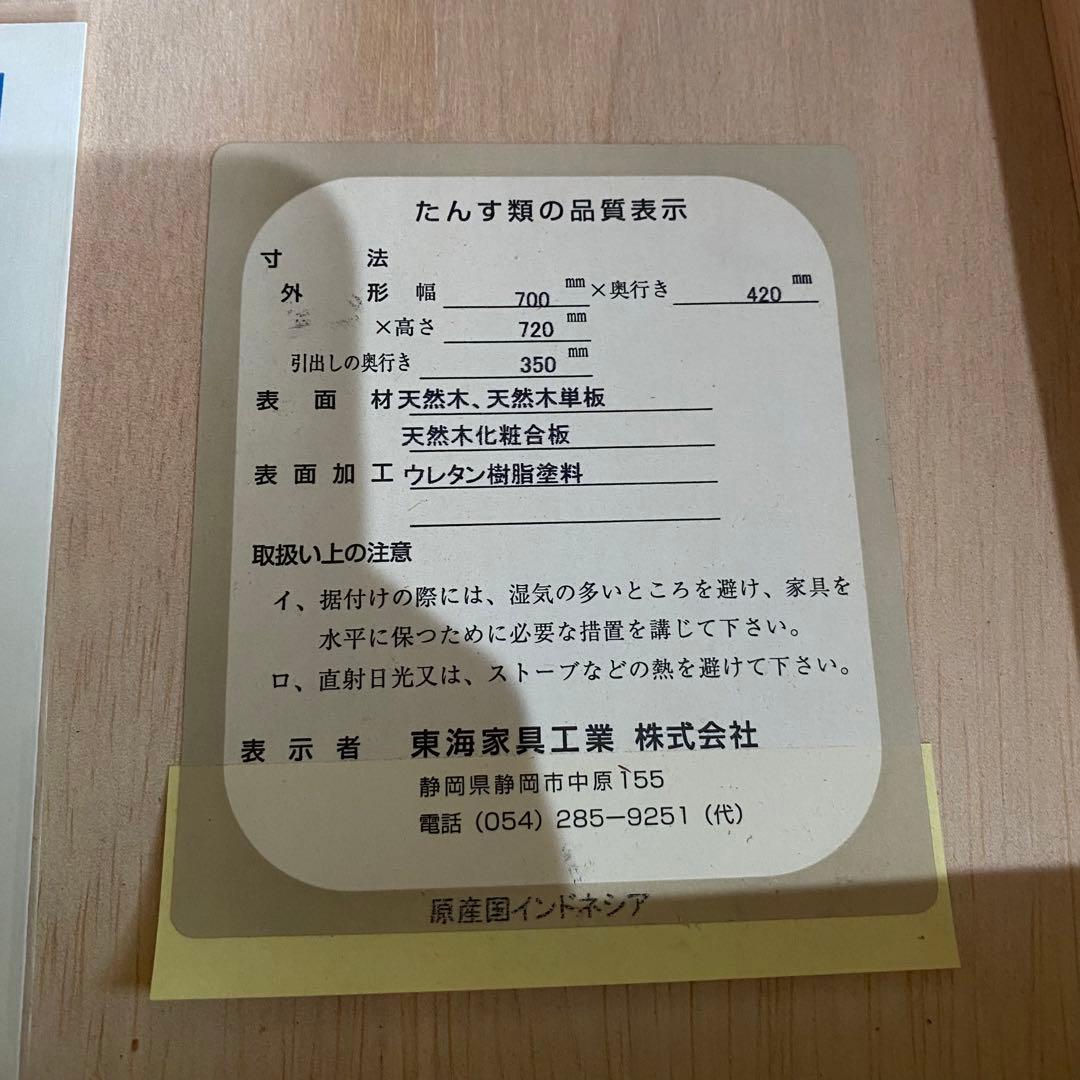 たんす類の品質表示
寸法
外形 幅 700 mm ×奥行き 420 mm
×高さ 720 mm
引出しの奥行き 350 mm
表面材 天然木、天然木単板
天然木化粧合板
表面加工 ウレタン樹脂塗料
取扱い上の注意
イ、据付けの際には、湿気の多いところを避け、家具を
水平に保つために必要な措置を講じて下さい。
ロ、直射日光又は、ストーブなどの熱を避けて下さい。
表示者 東海家具工業 株式会社
静岡県静岡市中原155
電話（054）285－9251（代）
原産国インドネシア